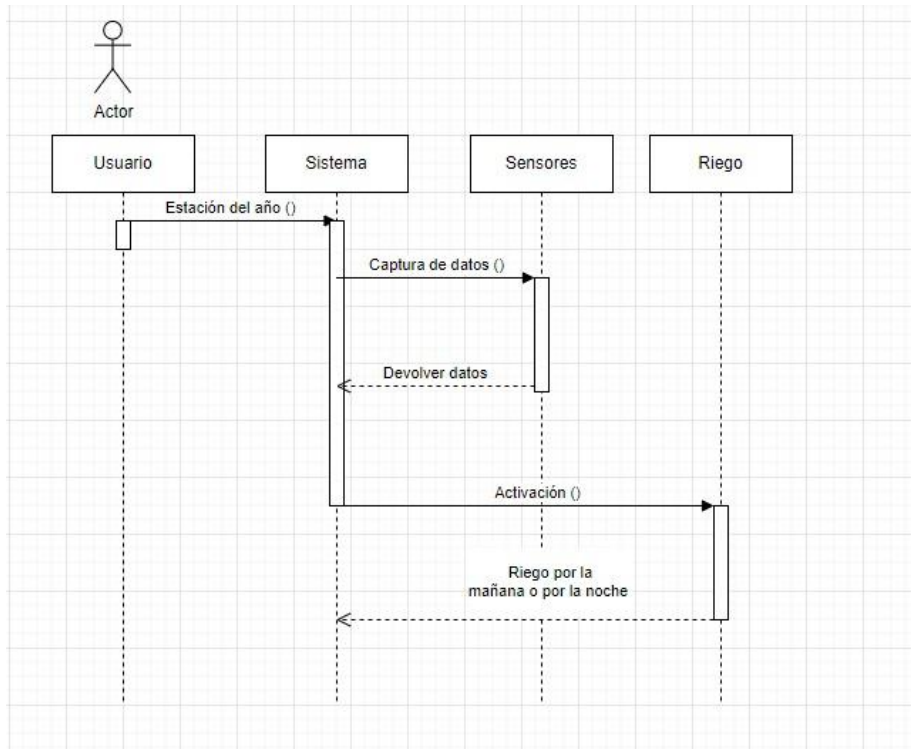 Actor
Usuario
Sistema
Sensores
Riego
Estación del año ()
Captura de datos ()
Devolver datos
Activación ()
Riego por la
mañana o por la noche